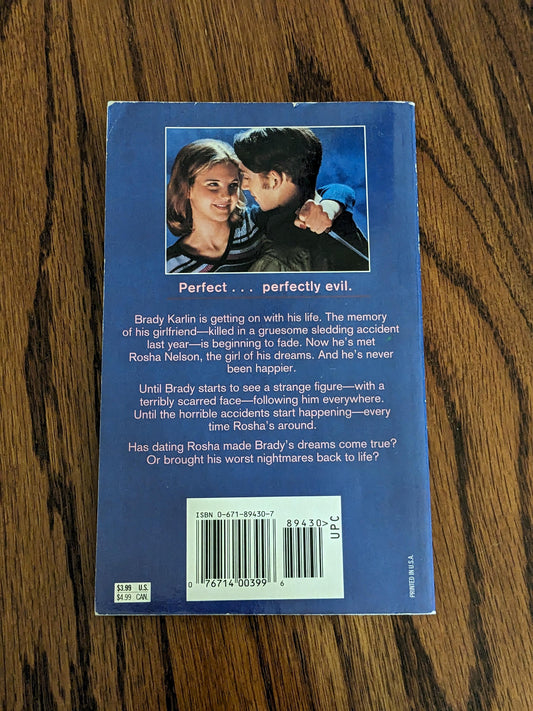 Perfect . . . perfectly evil.
Brady Karlin is getting on with his life. The memory
of his girlfriend—killed in a gruesome sledding accident
last year—is beginning to fade. Now he's met
Rosha Nelson, the girl of his dreams. And he's never
been happier.
Until Brady starts to see a strange figure—with a
terribly scarred face—following him everywhere.
Until the horrible accidents start happening—every
time Rosha's around.
Has dating Rosha made Brady's dreams come true?
Or brought his worst nightmares back to life?
ISBN 0-671-89430-7
89430>
UPC
0 76714 00399 6
$3.99 U.S.
$4.99 CAN.
PRINTED IN U.S.A.